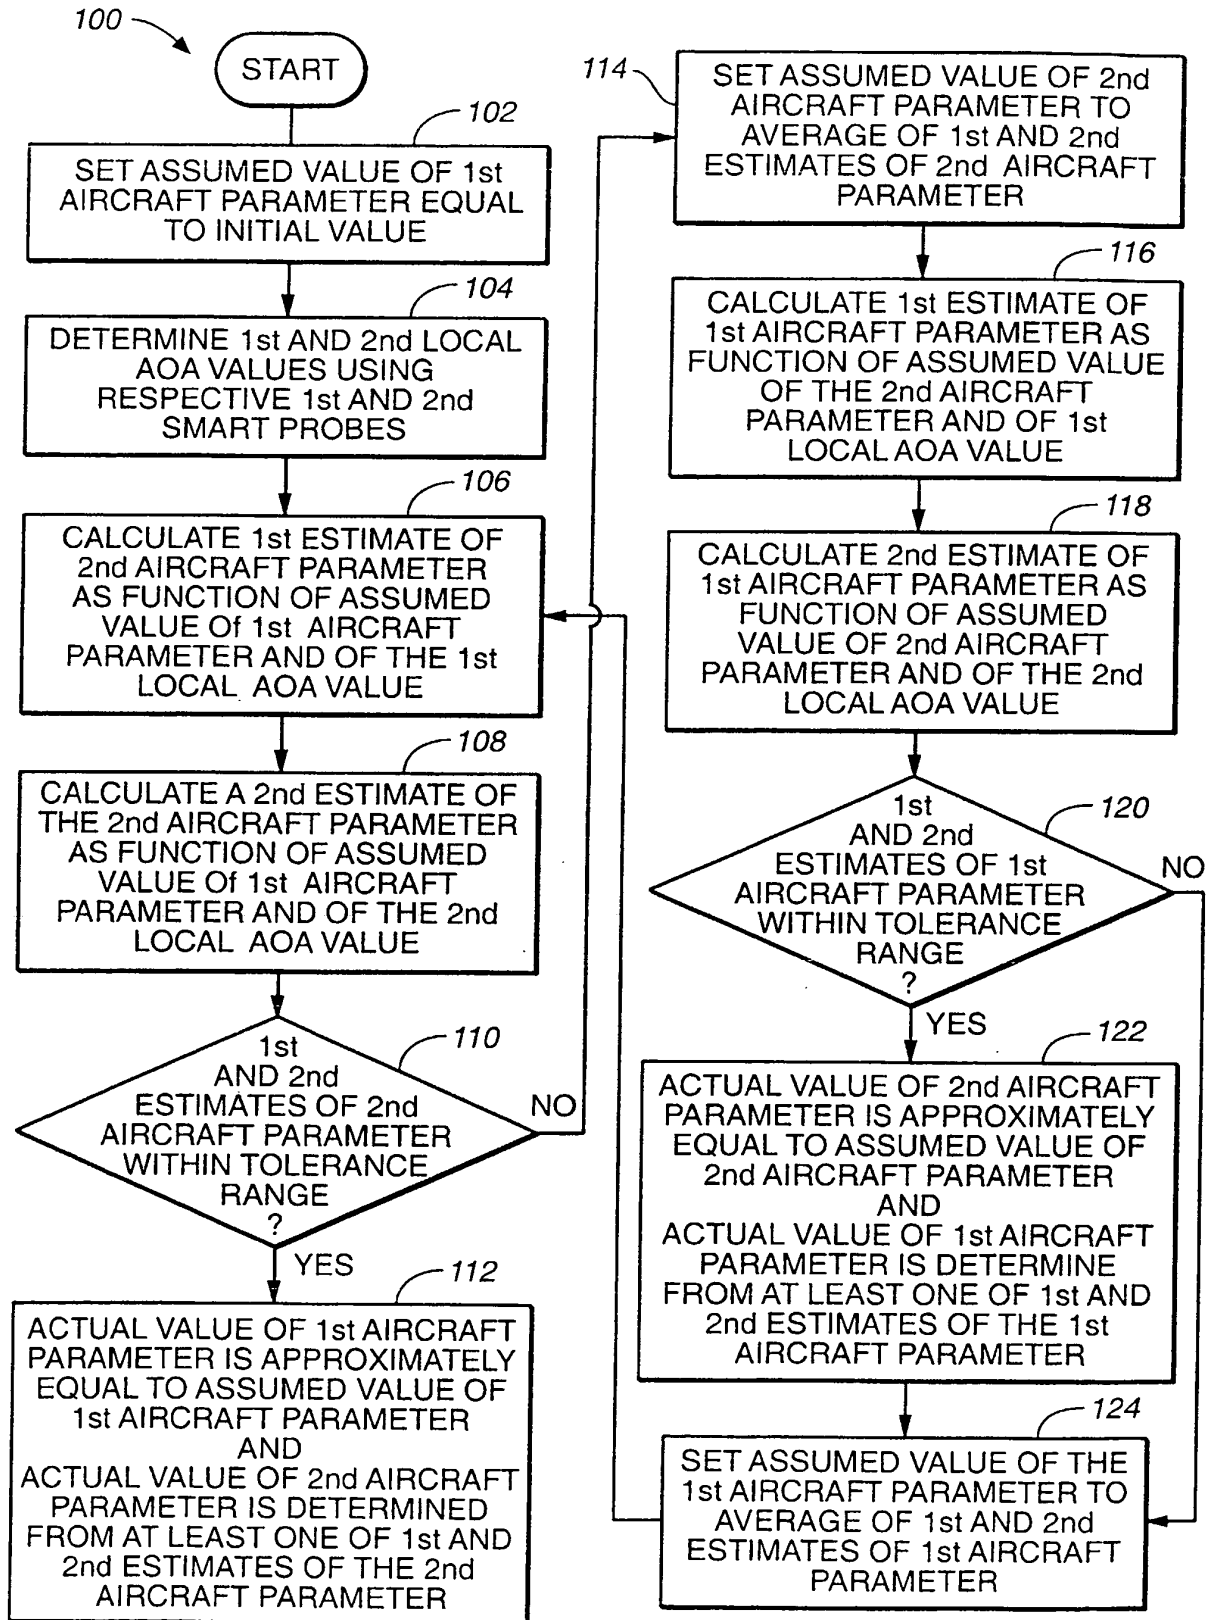 100
START
102
SET ASSUMED VALUE OF 1st
AIRCRAFT PARAMETER EQUAL
TO INITIAL VALUE
104
DETERMINE 1st AND 2nd LOCAL
AOA VALUES USING
RESPECTIVE 1st AND 2nd
SMART PROBES
106
CALCULATE 1st ESTIMATE OF
2nd AIRCRAFT PARAMETER
AS FUNCTION OF ASSUMED
VALUE Of 1st AIRCRAFT
PARAMETER AND OF THE 1st
LOCAL AOA VALUE
108
CALCULATE A 2nd ESTIMATE OF
THE 2nd AIRCRAFT PARAMETER
AS FUNCTION OF ASSUMED
VALUE Of 1st AIRCRAFT
PARAMETER AND OF THE 2nd
LOCAL AOA VALUE
110
1st
AND 2nd
ESTIMATES OF 2nd
AIRCRAFT PARAMETER
WITHIN TOLERANCE
RANGE
?
NO
YES
112
ACTUAL VALUE OF 1st AIRCRAFT
PARAMETER IS APPROXIMATELY
EQUAL TO ASSUMED VALUE OF
1st AIRCRAFT PARAMETER
AND
ACTUAL VALUE OF 2nd AIRCRAFT
PARAMETER IS DETERMINED
FROM AT LEAST ONE OF 1st AND
2nd ESTIMATES OF THE 2nd
AIRCRAFT PARAMETER
114
SET ASSUMED VALUE OF 2nd
AIRCRAFT PARAMETER TO
AVERAGE OF 1st AND 2nd
ESTIMATES OF 2nd AIRCRAFT
PARAMETER
116
CALCULATE 1st ESTIMATE OF
1st AIRCRAFT PARAMETER AS
FUNCTION OF ASSUMED VALUE
OF THE 2nd AIRCRAFT
PARAMETER AND OF 1st
LOCAL AOA VALUE
118
CALCULATE 2nd ESTIMATE OF
1st AIRCRAFT PARAMETER AS
FUNCTION OF ASSUMED
VALUE OF 2nd AIRCRAFT
PARAMETER AND OF THE 2nd
LOCAL AOA VALUE
120
1st
AND 2nd
ESTIMATES OF 1st
AIRCRAFT PARAMETER
WITHIN TOLERANCE
RANGE
?
NO
YES
122
ACTUAL VALUE OF 2nd AIRCRAFT
PARAMETER IS APPROXIMATELY
EQUAL TO ASSUMED VALUE OF
2nd AIRCRAFT PARAMETER
AND
ACTUAL VALUE OF 1st AIRCRAFT
PARAMETER IS DETERMINE
FROM AT LEAST ONE OF 1st AND
2nd ESTIMATES OF THE 1st
AIRCRAFT PARAMETER
124
SET ASSUMED VALUE OF THE
1st AIRCRAFT PARAMETER TO
AVERAGE OF 1st AND 2nd
ESTIMATES OF 1st AIRCRAFT
PARAMETER